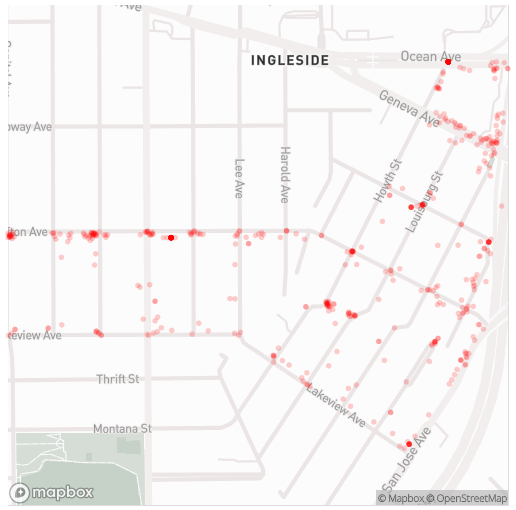 Ave
Ocean Ave
INGLESIDE
Geneva Ave
oway Ave
Lee Ave
Harold Ave
Howth St
Louisburg St
lton Ave
keview Ave
Thrift St
Lakeview Ave
Montana St
San Jose Ave
mapbox
© Mapbox © OpenStreetMap